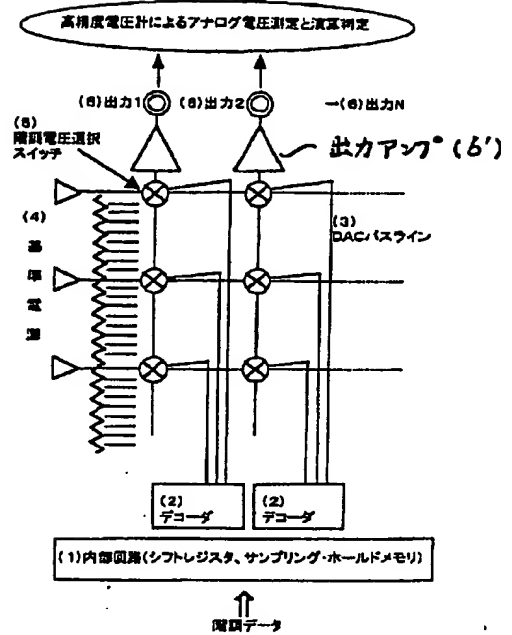 高精度電圧計によるアナログ電圧測定と演算判定
(6)出力1
(6)出力2
→(6)出力N
(5)
階調電圧選択
スイッチ
出力アンプ(6')
(4)
基
準
電
源
(3)
DACバスライン
(2)
デコーダ
(2)
デコーダ
(1)内部回路(シフトレジスタ、サンプリング・ホールドメモリ)
階調データ